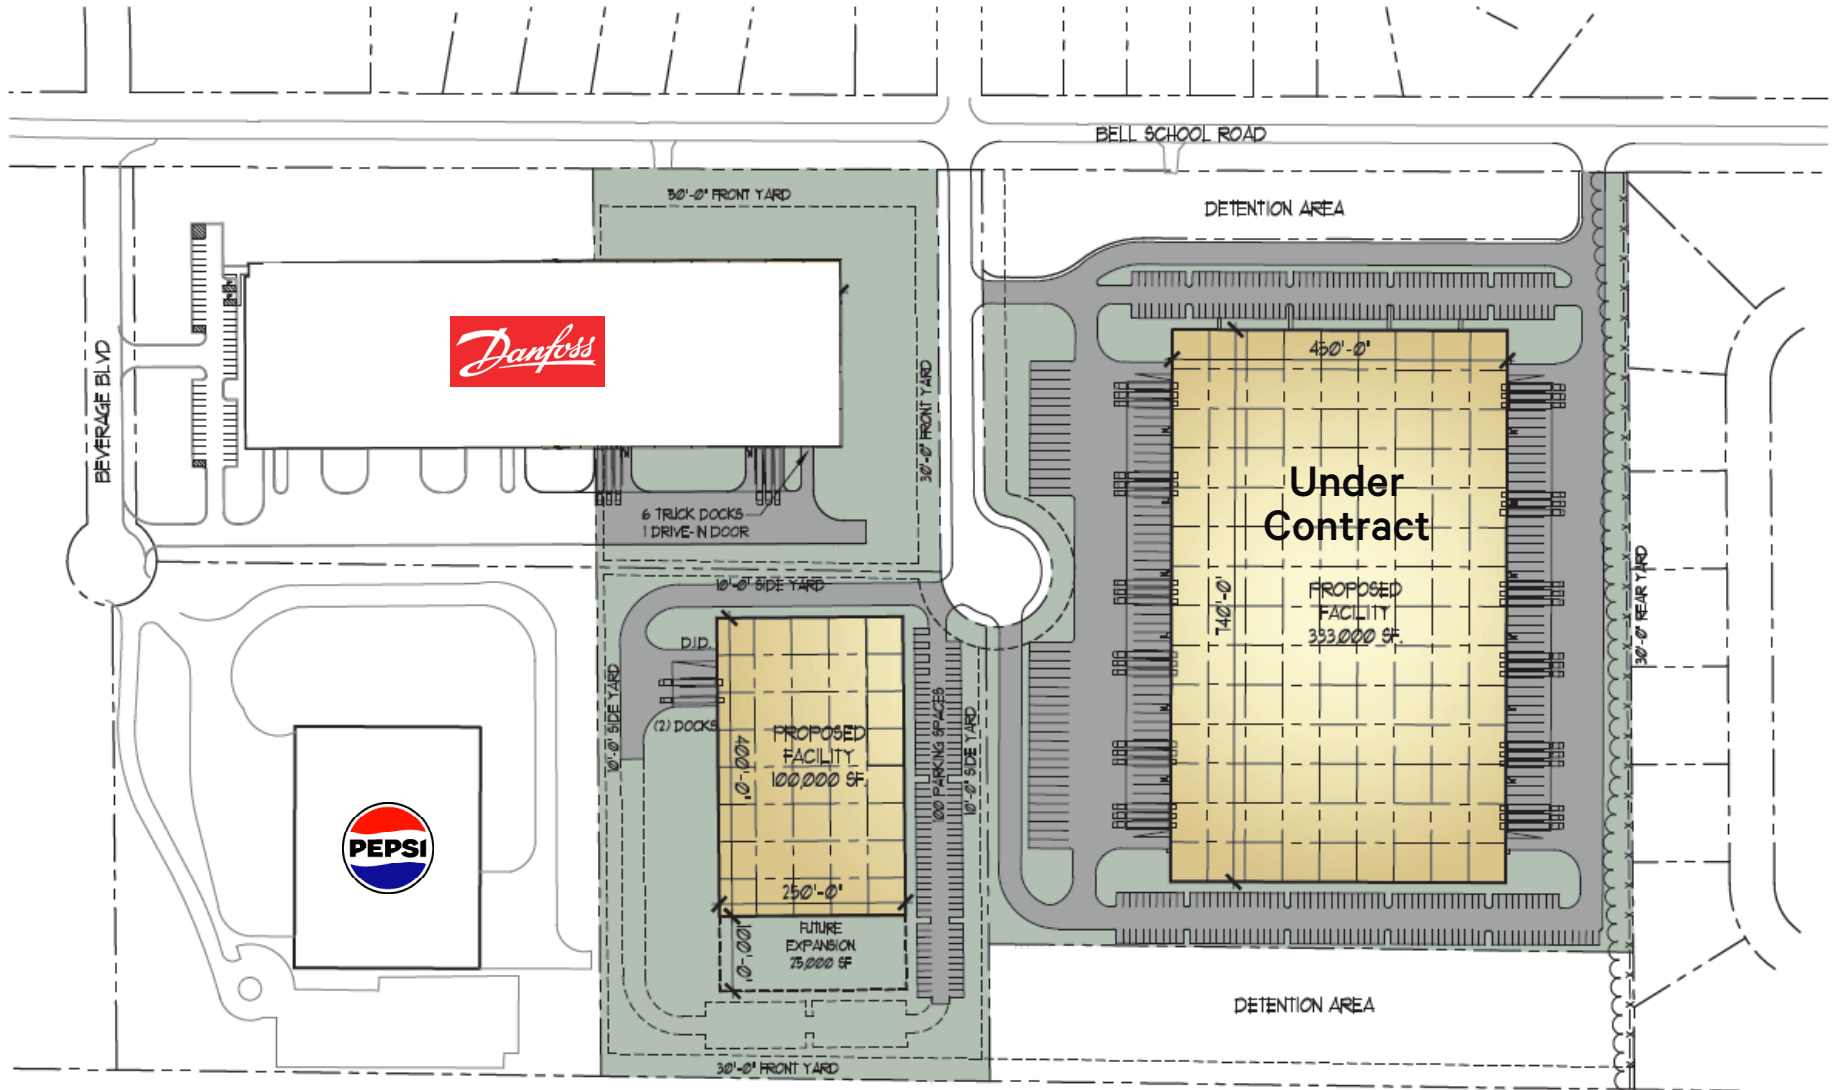 BELL SCHOOL ROAD
30'-0" FRONT YARD
DETENTION AREA
Danfoss
450'-0"
BEVERAGE BLVD
30'-0" FRONT YARD
Under
Contract
6 TRUCK DOCKS
1 DRIVE-IN DOOR
10'-0" SIDE YARD
740'-0"
PROPOSED
FACILITY
333,000 SF.
30'-0" REAR YARD
D.I.D.
10'-0" SIDE YARD
(2) DOCKS
PROPOSED
FACILITY
100,000 SF.
400'-0"
100 PARKING SPACES
10'-0" SIDE YARD
PEPSI
250'-0"
FUTURE
EXPANSION
25,000 SF
100'-0"
DETENTION AREA
30'-0" FRONT YARD